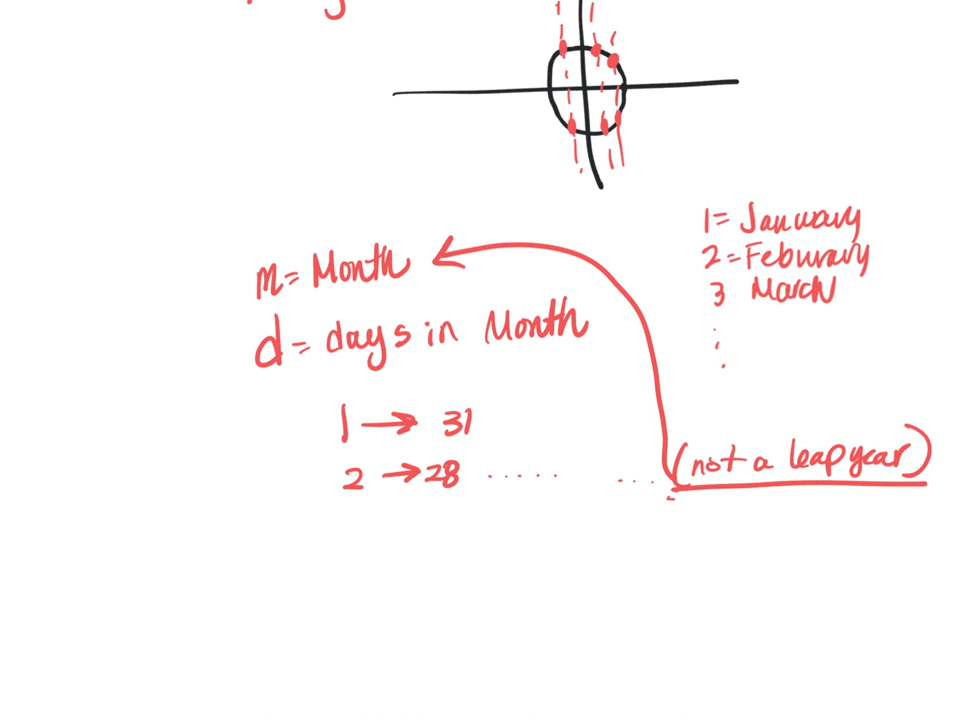 1= January
2=Feburary
3 March
m= Month
d= days in Month
1 → 31
2 → 28 ...... ... (not a leap year)